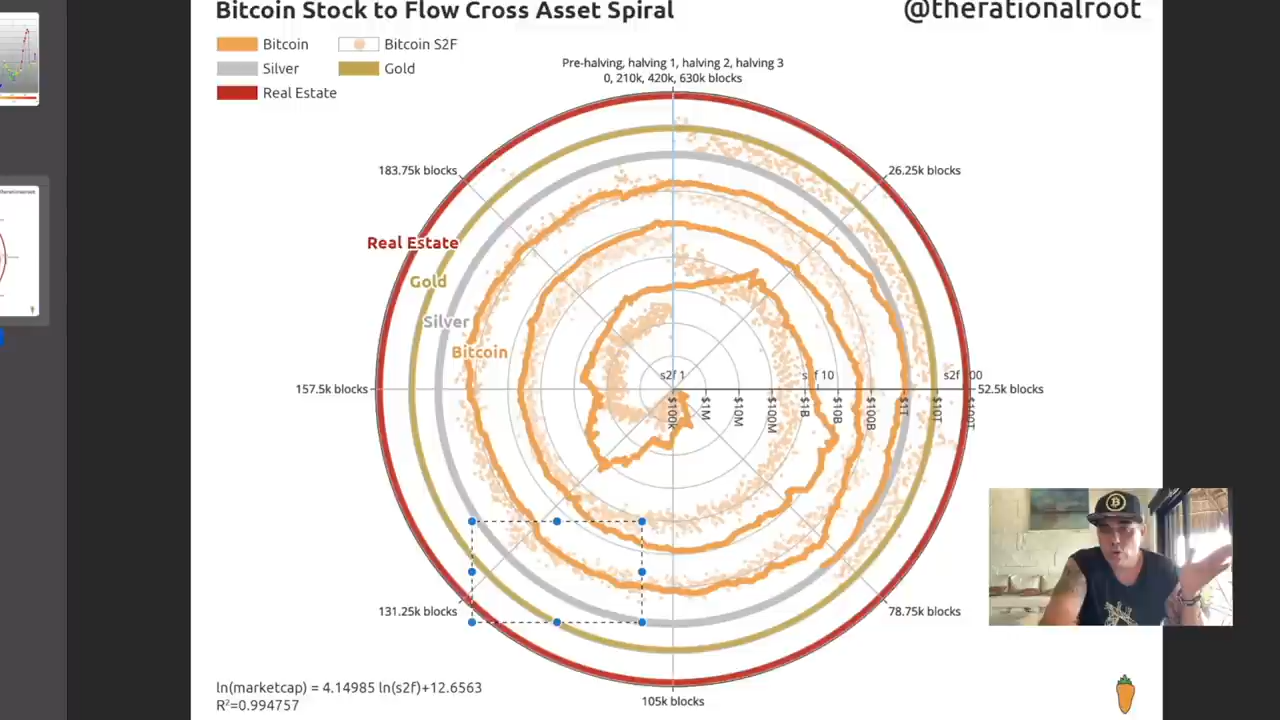 Bitcoin Stock to Flow Cross Asset Spiral
@therationalroot
Bitcoin
Bitcoin S2F
Silver
Gold
Real Estate
Pre-halving, halving 1, halving 2, halving 3
0, 210k, 420k, 630k blocks
183.75k blocks
26.25k blocks
Real Estate
Gold
Silver
Bitcoin
s2f 1
s f 10
s2f 00
157.5k blocks
52.5k blocks
$100k
$1M
$10M
$100M
$1B
$10B
$100B
$1T
$10T
$100T
131.25k blocks
78.75k blocks
105k blocks
ln(marketcap) = 4.14985 ln(s2f)+12.6563
R²=0.994757